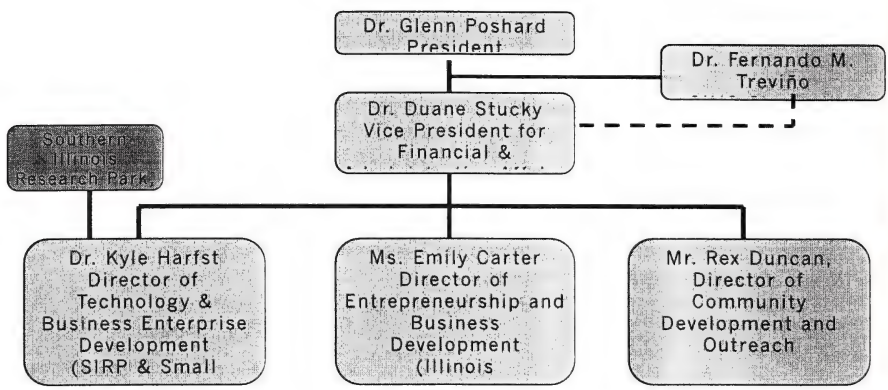 Dr. Glenn Poshard
President
Dr. Fernando M.
Treviño
Dr. Duane Stucky
Vice President for
Financial &
Southern
Illinois
Research Park,
Dr. Kyle Harfst
Director of
Technology &
Business Enterprise
Development
(SIRP & Small
Ms. Emily Carter
Director of
Entrepreneurship and
Business
Development
(Illinois
Mr. Rex Duncan,
Director of
Community
Development and
Outreach